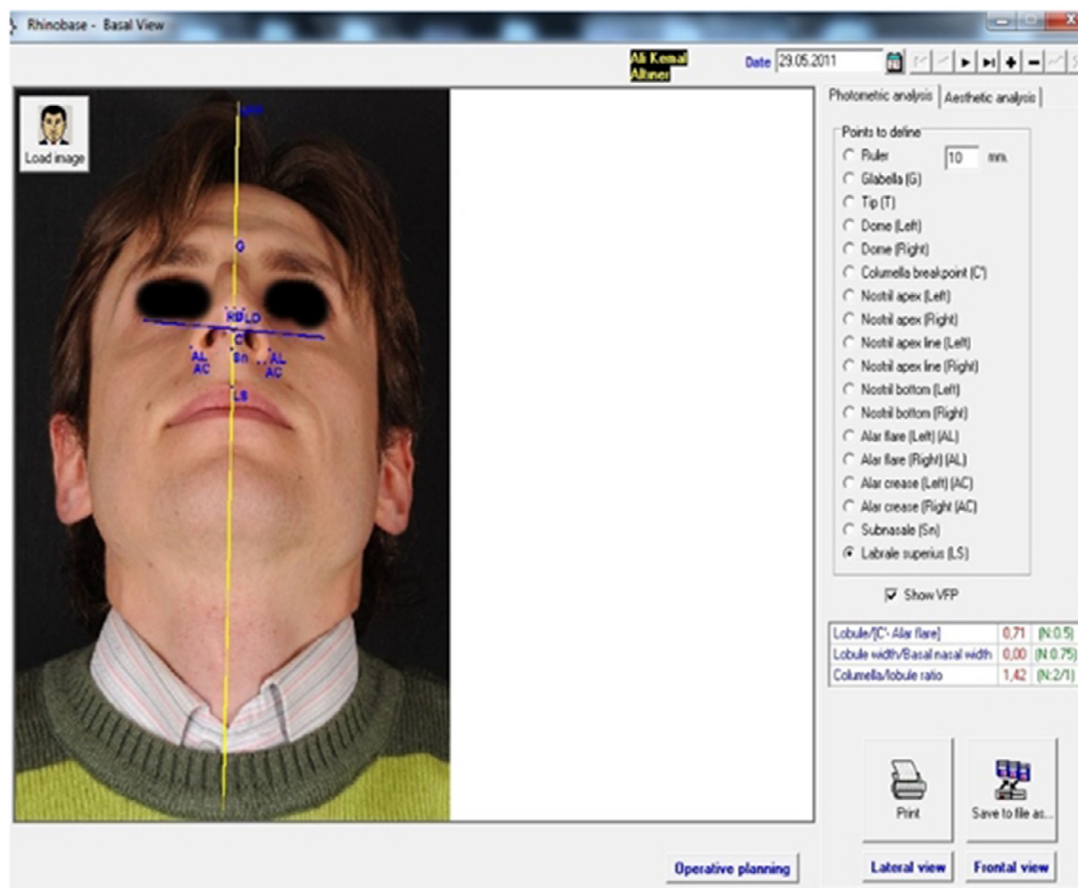 Rhinobase - Basal View
Ali Kemal
Date 29.05.2011
Load image
Photometric analysis Aesthetic analysis
Points to define
Ruler 10 mm.
Glabella (G)
Tip (T)
Dome (Left)
Dome (Right)
Columella breakpoint (C')
Nostril apex (Left)
Nostril apex (Right)
Nostril apex line (Left)
Nostril apex line (Right)
Nostril bottom (Left)
Nostril bottom (Right)
Alar flare (Left) (AL)
Alar flare (Right) (AL)
Alar crease (Left) (AC)
Alar crease (Right (AC)
Subnasale (Sn)
Labrale superius (LS)
Show VFP
Lobule/[C'- Alar flare] 0,71 (N:0.5)
Lobule width/Basal nasal width 0,00 (N:0.75)
Columella/lobule ratio 1,42 (N:2/1)
G
LD
C
AL Sn AL
AC AC
LS
Print Save to file as...
Operative planning Lateral view Frontal view